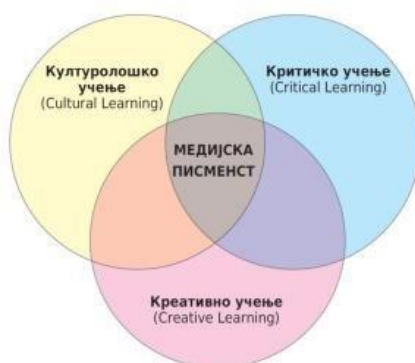 Културолошко
учење
(Cultural Learning)
Критичко учење
(Critical Learning)
МЕДИЈСКА
ПИСМЕНСТ
Креативно учење
(Creative Learning)